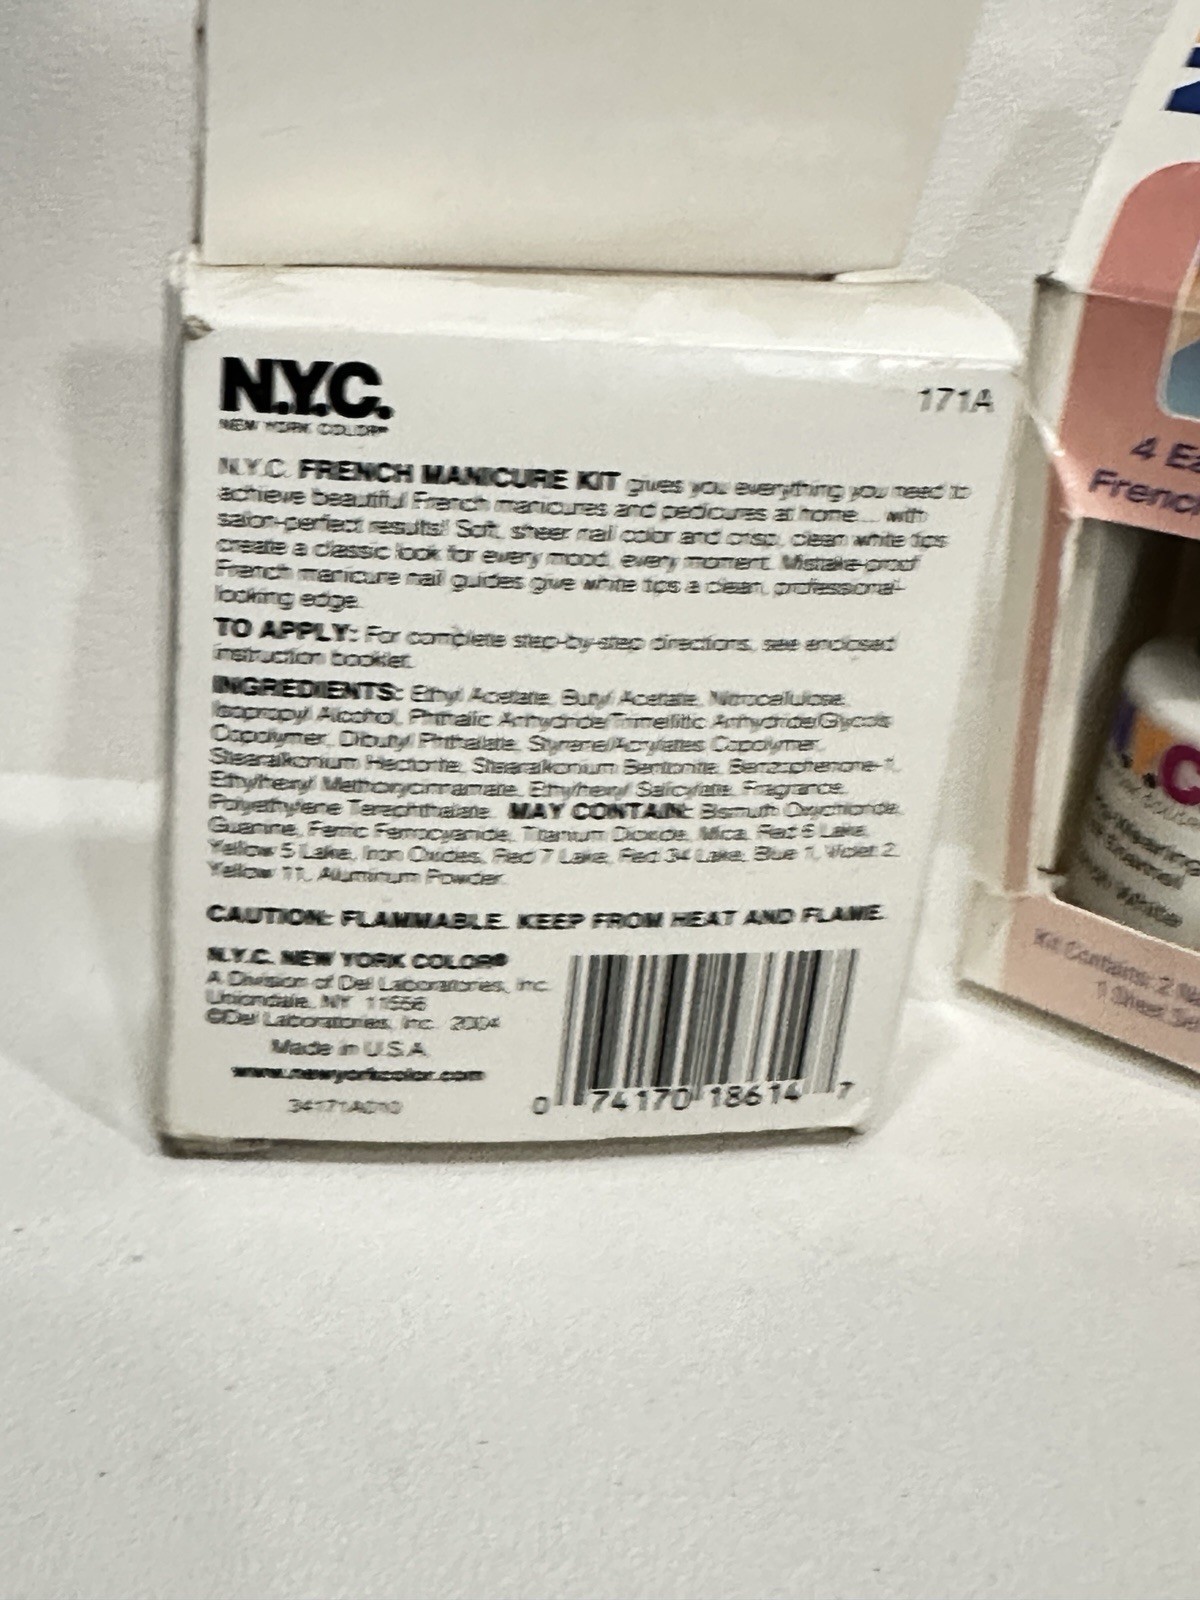 N.Y.C.
NEW YORK COLOR®
171A
N.Y.C. FRENCH MANICURE KIT gives you everything you need to
achieve beautiful French manicures and pedicures at home... with
salon-perfect results! Soft, sheer nail color and crisp, clean white tips
create a classic look for every mood, every moment. Mistake-proof
French manicure nail guides give white tips a clean, professional-
looking edge.
TO APPLY: For complete step-by-step directions, see enclosed
instruction booklet.
INGREDIENTS: Ethyl Acetate, Butyl Acetate, Nitrocellulose,
Isopropyl Alcohol, Phthalic Anhydride/Trimellitic Anhydride/Glycols
Copolymer, Dibutyl Phthalate, Styrene/Acrylates Copolymer,
Stearalkonium Hectorite, Stearalkonium Bentonite, Benzophenone-1,
Ethylhexyl Methoxycinnamate, Ethylhexyl Salicylate, Fragrance,
Polyethylene Terephthalate. MAY CONTAIN: Bismuth Oxychloride,
Guanine, Ferric Ferrocyanide, Titanium Dioxide, Mica, Red 6 Lake,
Yellow 5 Lake, Iron Oxides, Red 7 Lake, Red 34 Lake, Blue 1, Violet 2,
Yellow 11, Aluminum Powder.
CAUTION: FLAMMABLE. KEEP FROM HEAT AND FLAME.
N.Y.C. NEW YORK COLOR®
A Division of Del Laboratories, Inc.
Uniondale, NY 11556
©Del Laboratories, Inc. 2004
Made in U.S.A.
www.newyorkcolor.com
34171A010
0 74170 18614 7
4 Ea
French
Wearing
Enamel
White
Kit Contains: 2
1 Sheet